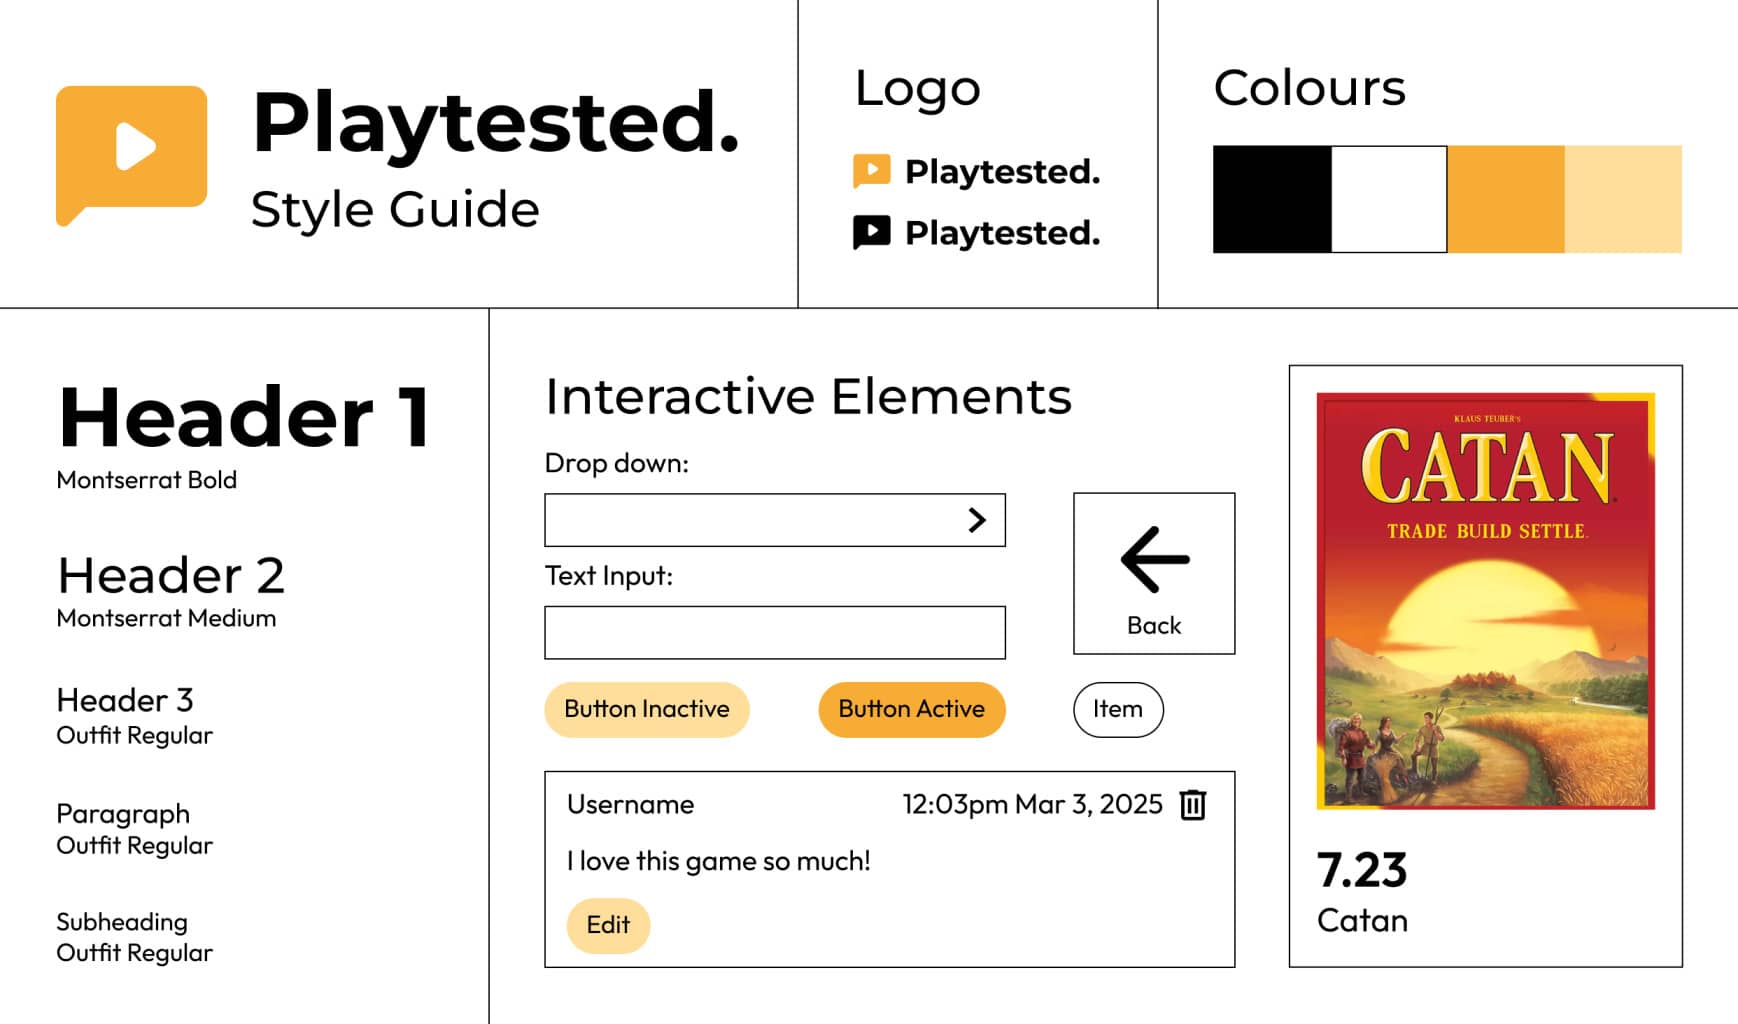 Playtested.
Style Guide
Logo
Playtested.
Playtested.
Colours
Header 1
Montserrat Bold
Header 2
Montserrat Medium
Header 3
Outfit Regular
Paragraph
Outfit Regular
Subheading
Outfit Regular
Interactive Elements
Drop down:
Text Input:
Back
Button Inactive
Button Active
Item
Username
12:03pm Mar 3, 2025
I love this game so much!
Edit
KLAUS TEUBER'S
CATAN
TRADE BUILD SETTLE
7.23
Catan